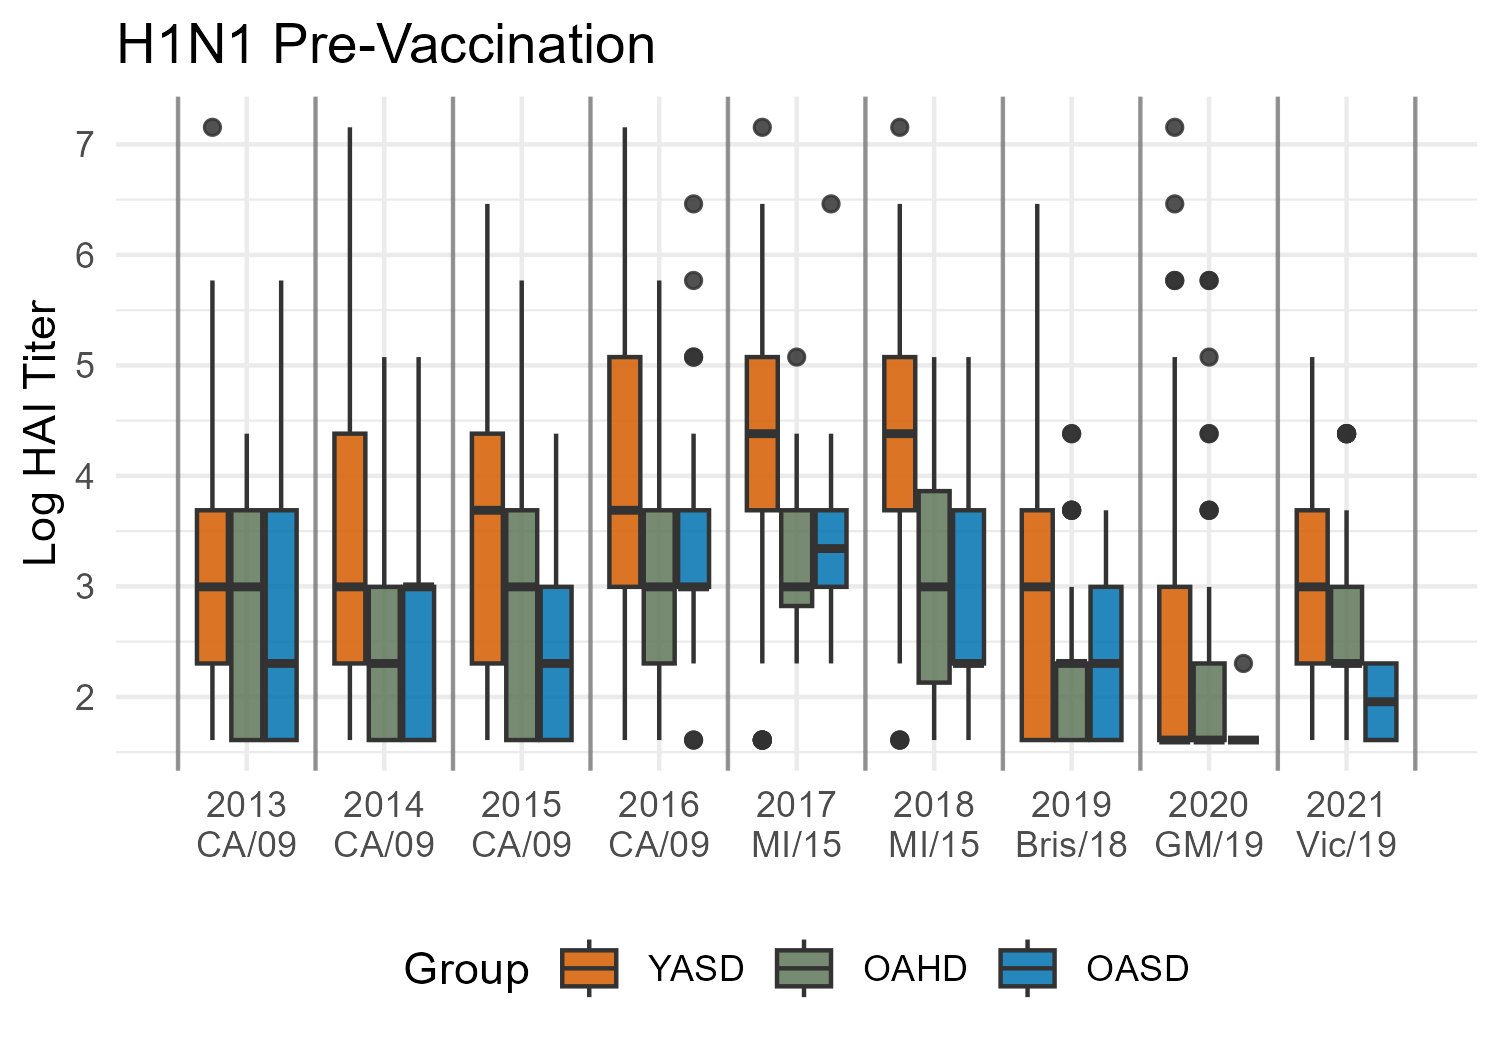 H1N1 Pre-Vaccination
Log HAI Titer
7
6
5
4
3
2
2013 2014 2015 2016 2017 2018 2019 2020 2021
CA/09 CA/09 CA/09 CA/09 MI/15 MI/15 Bris/18 GM/19 Vic/19
Group YASD OAHD OASD